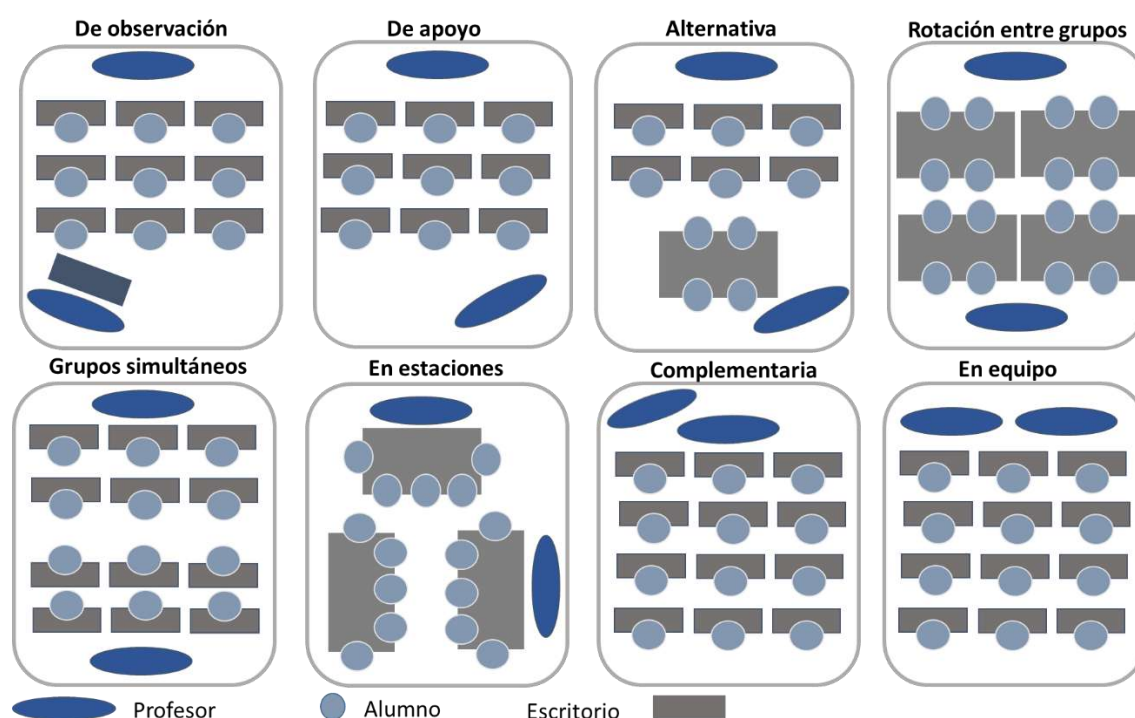 De observación
De apoyo
Alternativa
Rotación entre grupos
Grupos simultáneos
En estaciones
Complementaria
En equipo
Profesor
Alumno
Escritorio